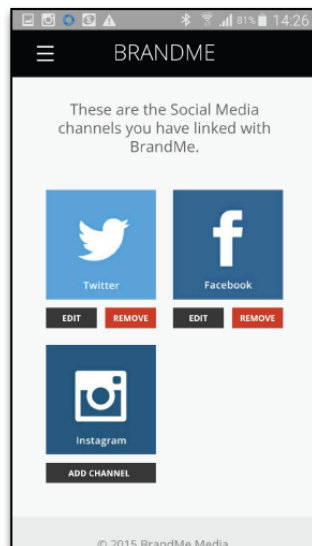 81% 14:26
BRANDME
These are the Social Media
channels you have linked with
BrandMe.
Twitter Facebook
EDIT REMOVE EDIT REMOVE
Instagram
ADD CHANNEL
© 2015 BrandMe Media